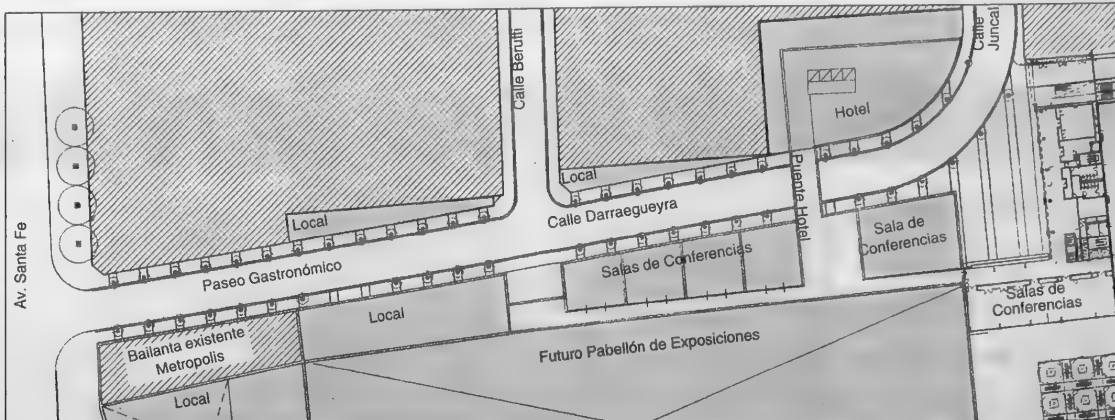 Av. Santa Fe
Calle Berutti
Calle
Juncal
Hotel
Local
Local
Calle Darraegueyra
Puente Hotel
Paseo Gastronómico
Sala de
Conferencias
Salas de Conferencias
Salas de
Conferencias
Local
Bailanta existente
Metropolis
Futuro Pabellón de Exposiciones
Local